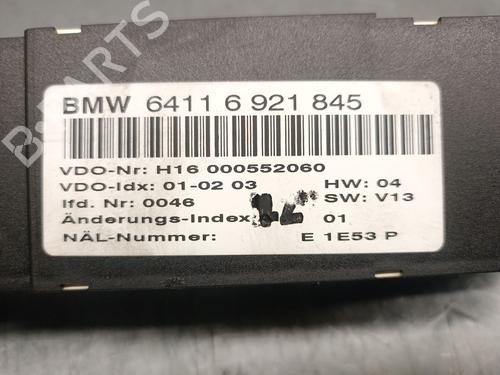 BMW 6411 6 921 845
VDO-Nr: H16 000552060
VDO-Idx: 01-02 03 HW: 04
lfd. Nr: 0046 SW: V13
Änderungs-Index: 01
NÄL-Nummer: E 1E53 P